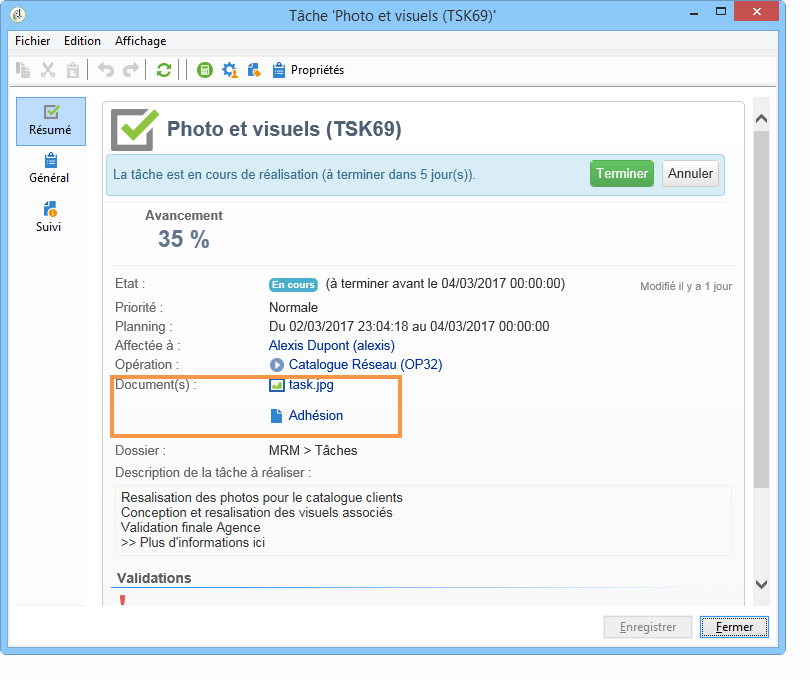 Tâche 'Photo et visuels (TSK69)'
Fichier Edition Affichage
Propriétés
Résumé
Général
Suivi
Photo et visuels (TSK69)
La tâche est en cours de réalisation (à terminer dans 5 jour(s)). Terminer Annuler
Avancement
35 %
Etat : En cours (à terminer avant le 04/03/2017 00:00:00) Modifié il y a 1 jour
Priorité : Normale
Planning : Du 02/03/2017 23:04:18 au 04/03/2017 00:00:00
Affectée à : Alexis Dupont (alexis)
Opération : Catalogue Réseau (OP32)
Document(s) : task.jpg
Adhésion
Dossier : MRM > Tâches
Description de la tâche à réaliser :
Resalisation des photos pour le catalogue clients
Conception et resalisation des visuels associés
Validation finale Agence
>> Plus d'informations ici
Validations
Enregistrer Fermer